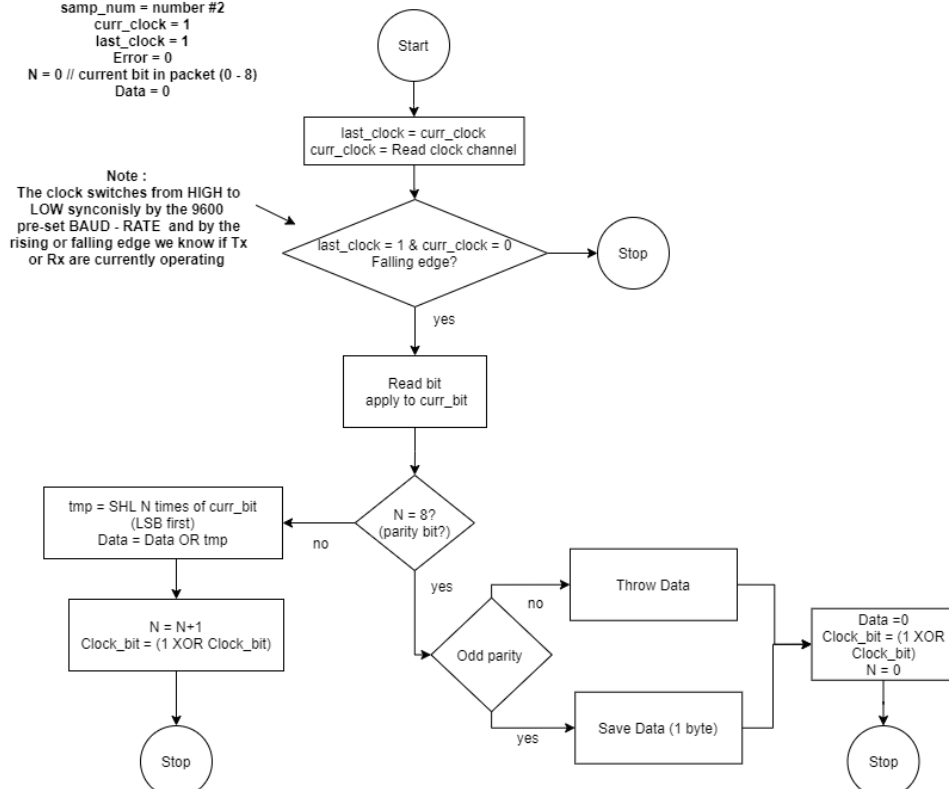 samp_num = number #2
curr_clock = 1
last_clock = 1
Error = 0
N = 0 // current bit in packet (0 - 8)
Data = 0
Start
last_clock = curr_clock
curr_clock = Read clock channel
Note :
The clock switches from HIGH to
LOW synconisly by the 9600
pre-set BAUD - RATE and by the
rising or falling edge we know if Tx
or Rx are currently operating
last_clock = 1 & curr_clock = 0
Falling edge?
Stop
yes
Read bit
apply to curr_bit
N = 8?
(parity bit?)
no
tmp = SHL N times of curr_bit
(LSB first)
Data = Data OR tmp
N = N+1
Clock_bit = (1 XOR Clock_bit)
Stop
yes
Odd parity
no
Throw Data
yes
Save Data (1 byte)
Data =0
Clock_bit = (1 XOR
Clock_bit)
N = 0
Stop